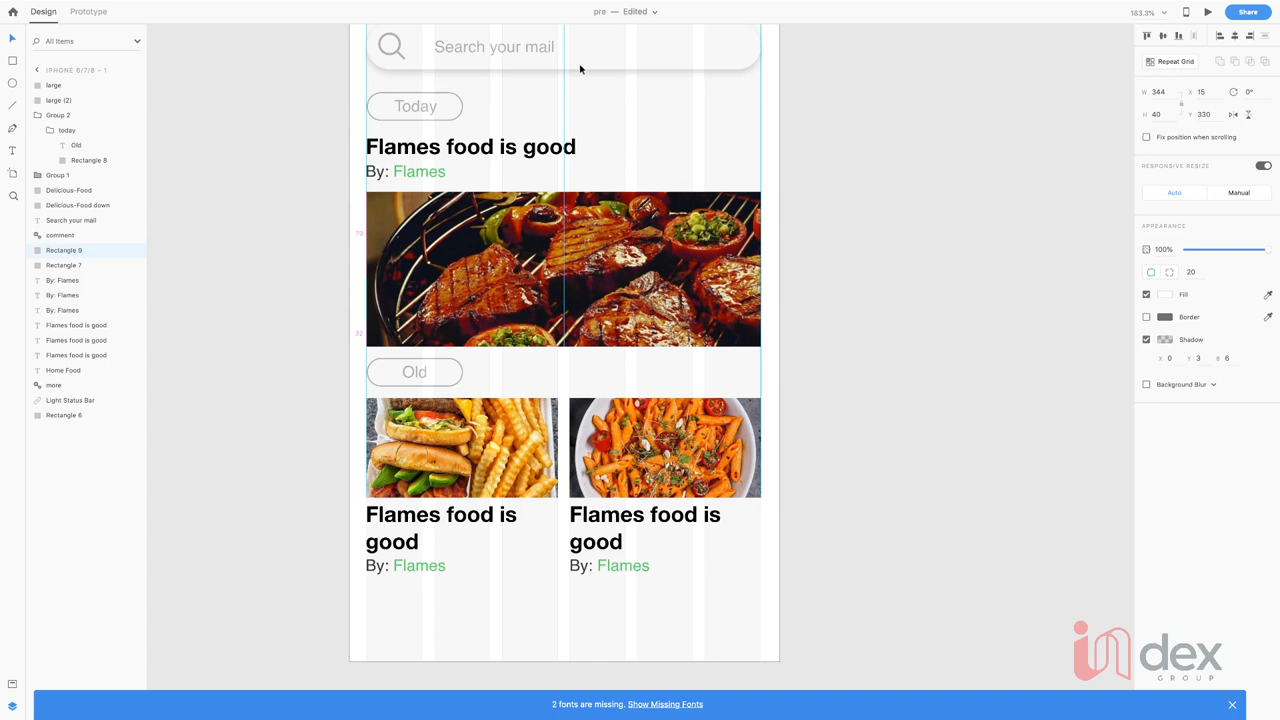 Design Prototype
pre — Edited
183.3%
Share
All Items
IPHONE 6/7/8 – 1
large
large (2)
Group 2
today
Old
Rectangle 8
Group 1
Delicious-Food
Delicious-Food down
Search your mail
comment
Rectangle 9
Rectangle 7
By: Flames
By: Flames
By: Flames
Flames food is good
Flames food is good
Flames food is good
Home Food
more
Light Status Bar
Rectangle 6
Search your mail
Today
Flames food is good
By: Flames
73
22
Old
Flames food is
good
By: Flames
Flames food is
good
By: Flames
Repeat Grid
W 344 X 15 0°
H 40 Y 330
Fix position when scrolling
RESPONSIVE RESIZE
Auto Manual
APPEARANCE
100%
20
Fill
Border
Shadow
X 0 Y 3 B 6
Background Blur
index
GROUP
2 fonts are missing. Show Missing Fonts